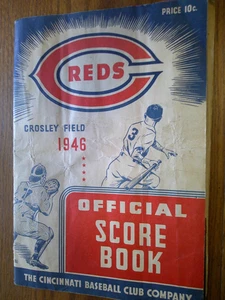 PRICE 10c.
REDS
CROSLEY FIELD
1946
3
OFFICIAL
SCORE
BOOK
THE CINCINNATI BASEBALL CLUB COMPANY